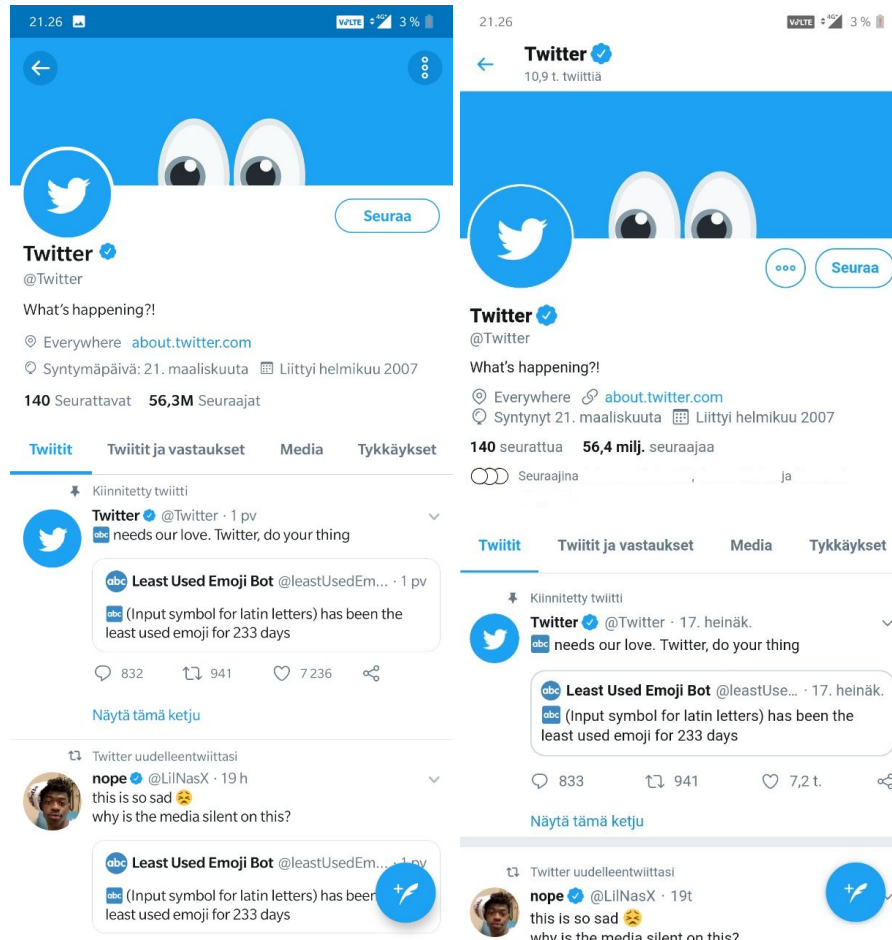 21.26
VoLTE 4G+ 3 %
Seuraa
Twitter
@Twitter
What's happening?!
Everywhere about.twitter.com
Syntymäpäivä: 21. maaliskuuta Liittyi helmikuu 2007
140 Seurattavat 56,3M Seuraajat
Twiitit Twiitit ja vastaukset Media Tykkäykset
Kiinnitetty twiitti
Twitter @Twitter · 1 pv
abc needs our love. Twitter, do your thing
abc Least Used Emoji Bot @leastUsedEm... · 1 pv
abc (Input symbol for latin letters) has been the
least used emoji for 233 days
832 941 7 236
Näytä tämä ketju
Twitter uudelleentwiittasi
nope @LilNasX · 19 h
this is so sad 😣
why is the media silent on this?
abc Least Used Emoji Bot @leastUsedEm... · 1 pv
abc (Input symbol for latin letters) has been
least used emoji for 233 days
21.26
VoLTE 4G+ 3 %
Twitter
10,9 t. twiittiä
Seuraa
Twitter
@Twitter
What's happening?!
Everywhere about.twitter.com
Syntynyt 21. maaliskuuta Liittyi helmikuu 2007
140 seurattua 56,4 milj. seuraajaa
Seuraajina , ja
Twiitit Twiitit ja vastaukset Media Tykkäykset
Kiinnitetty twiitti
Twitter @Twitter · 17. heinäk.
abc needs our love. Twitter, do your thing
abc Least Used Emoji Bot @leastUse... · 17. heinäk.
abc (Input symbol for latin letters) has been the
least used emoji for 233 days
833 941 7,2 t.
Näytä tämä ketju
Twitter uudelleentwiittasi
nope @LilNasX · 19t
this is so sad 😣
why is the media silent on this?